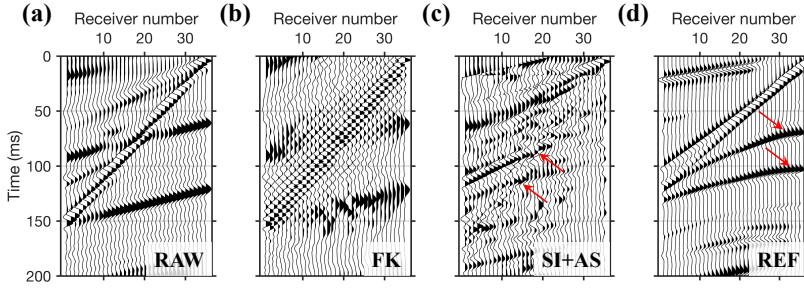 (a) Receiver number (b) Receiver number (c) Receiver number (d) Receiver number
10 20 30 10 20 30 10 20 30 10 20 30
0
50
100
150
200
Time (ms)
RAW FK SI+AS REF